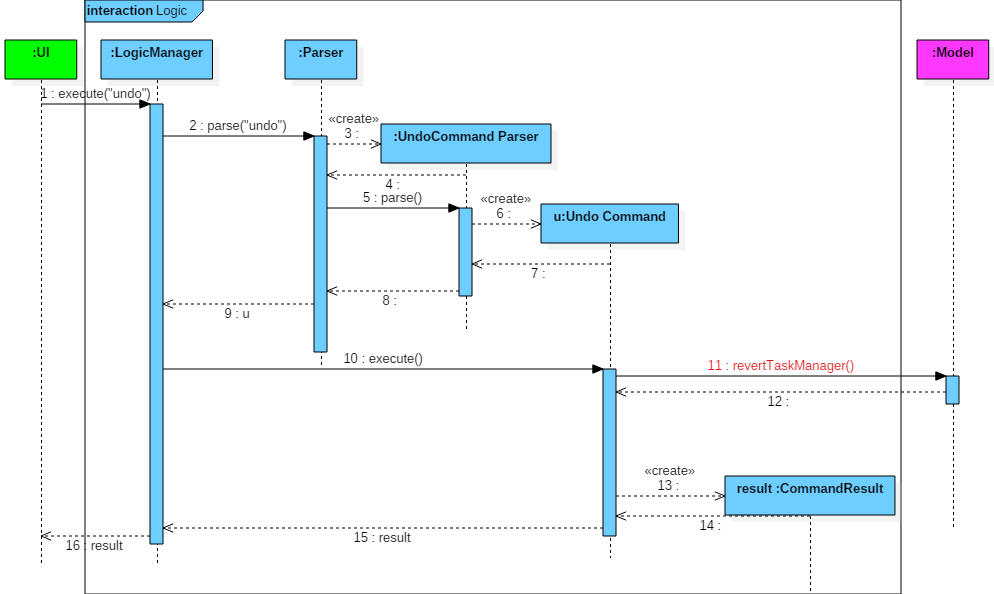 interaction Logic
:UI
:LogicManager
:Parser
:Model
1 : execute("undo")
2 : parse("undo")
«create»
3 :
:UndoCommand Parser
4 :
5 : parse()
«create»
6 :
u:Undo Command
7 :
8 :
9 : u
10 : execute()
11 : revertTaskManager()
12 :
«create»
13 :
result :CommandResult
14 :
15 : result
16 : result